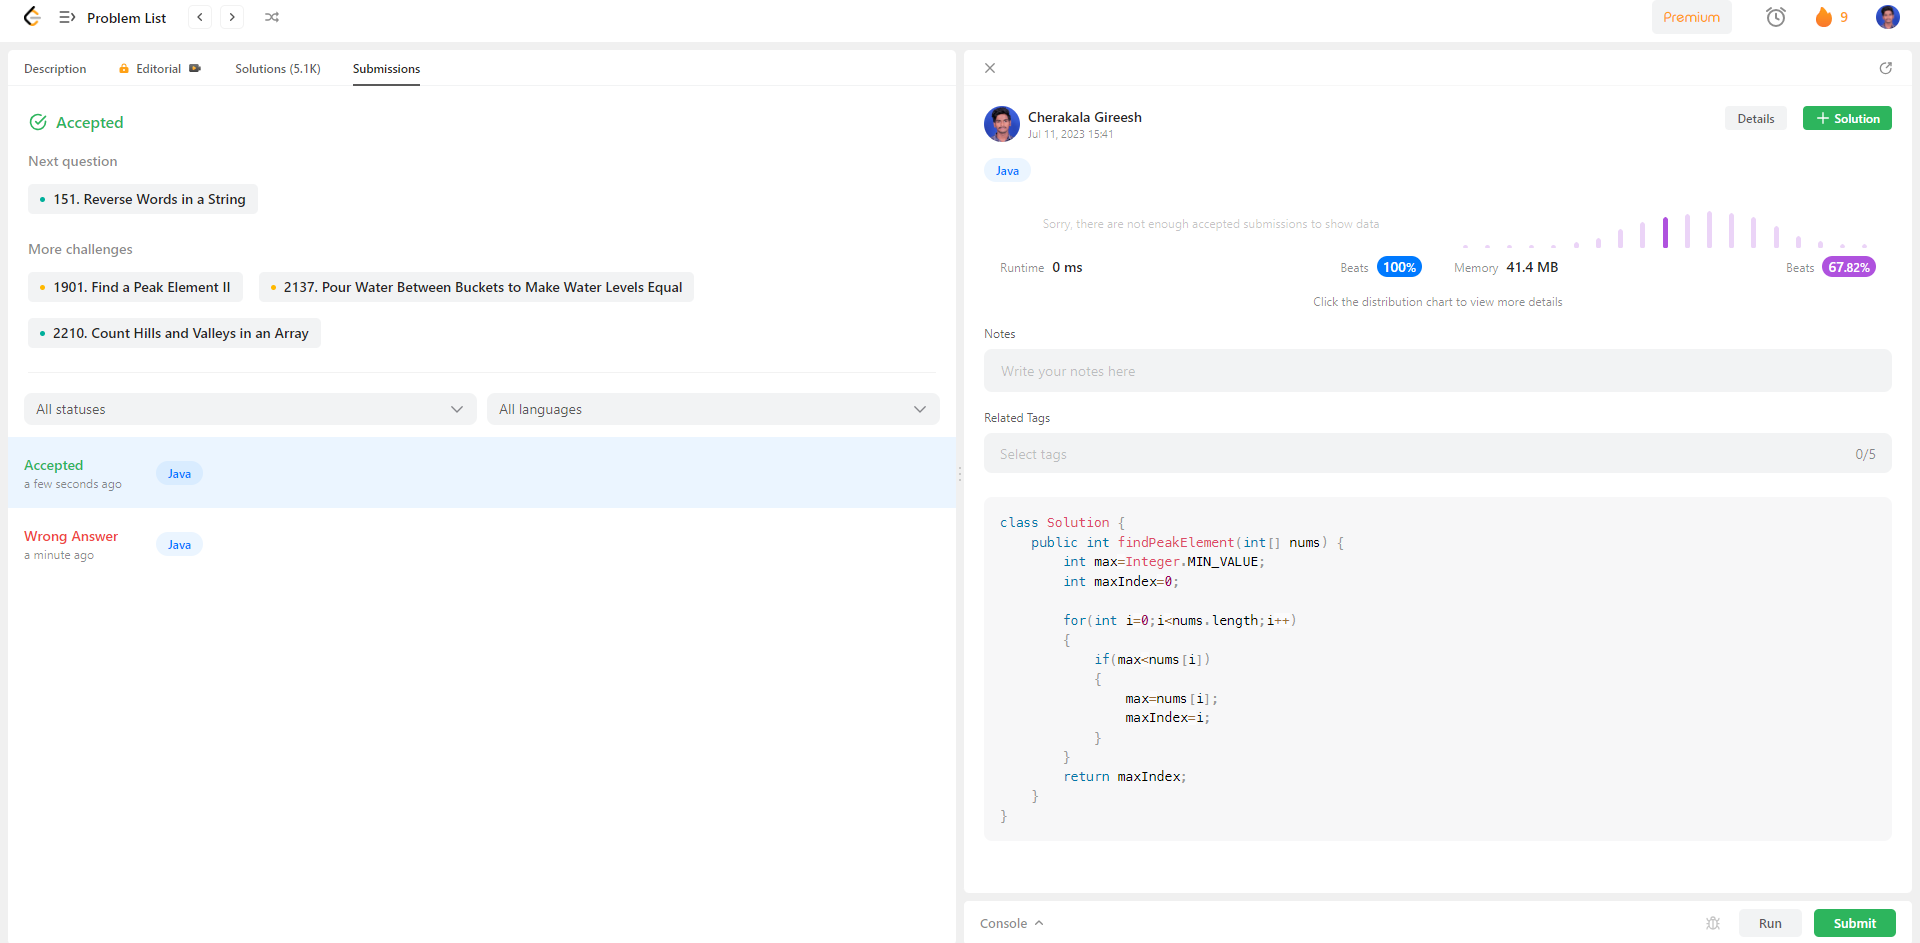 Problem List
Premium
9
Description
Editorial
Solutions (5.1K)
Submissions
Accepted
Next question
151. Reverse Words in a String
More challenges
1901. Find a Peak Element II
2137. Pour Water Between Buckets to Make Water Levels Equal
2210. Count Hills and Valleys in an Array
All statuses
All languages
Accepted
a few seconds ago
Java
Wrong Answer
a minute ago
Java
Cherakala Gireesh
Jul 11, 2023 15:41
Details
+ Solution
Java
Sorry, there are not enough accepted submissions to show data
Runtime 0 ms
Beats 100%
Memory 41.4 MB
Beats 67.82%
Click the distribution chart to view more details
Notes
Write your notes here
Related Tags
Select tags
0/5
class Solution {
    public int findPeakElement(int[] nums) {
        int max=Integer.MIN_VALUE;
        int maxIndex=0;

        for(int i=0;i<nums.length;i++)
        {
            if(max<nums[i])
            {
                max=nums[i];
                maxIndex=i;
            }
        }
        return maxIndex;
    }
}
Console
Run
Submit